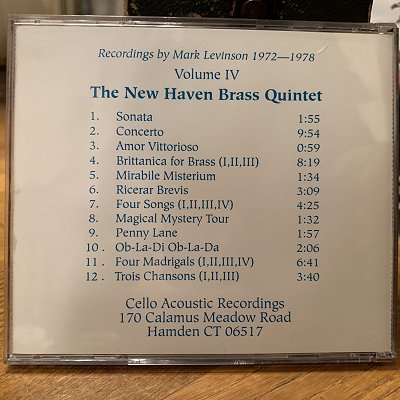 Recordings by Mark Levinson 1972—1978
Volume IV
The New Haven Brass Quintet
1. Sonata 1:55
2. Concerto 9:54
3. Amor Vittorioso 0:59
4. Brittanica for Brass (I,II,III) 8:19
5. Mirabile Misterium 1:34
6. Ricerar Brevis 3:09
7. Four Songs (I,II,III,IV) 4:25
8. Magical Mystery Tour 1:32
9. Penny Lane 1:57
10. Ob-La-Di Ob-La-Da 2:06
11. Four Madrigals (I,II,III,IV) 6:41
12. Trois Chansons (I,II,III) 3:40
Cello Acoustic Recordings
170 Calamus Meadow Road
Hamden CT 06517